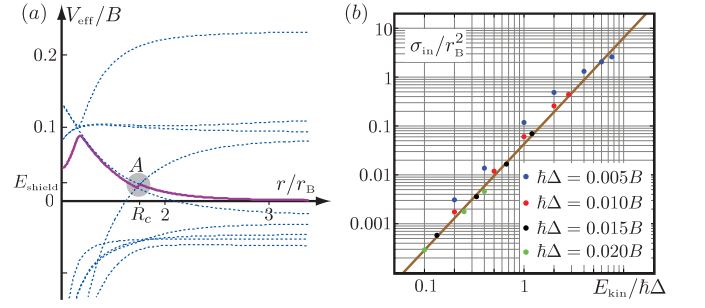 (a)
V_eff/B
0.2
0.1
E_shield
0
A
r/r_B
R_c
2
3
(b)
σ_in/r_B^2
10
1
0.1
0.01
0.001
ℏΔ = 0.005B
ℏΔ = 0.010B
ℏΔ = 0.015B
ℏΔ = 0.020B
0.1
1
E_kin/ℏΔ